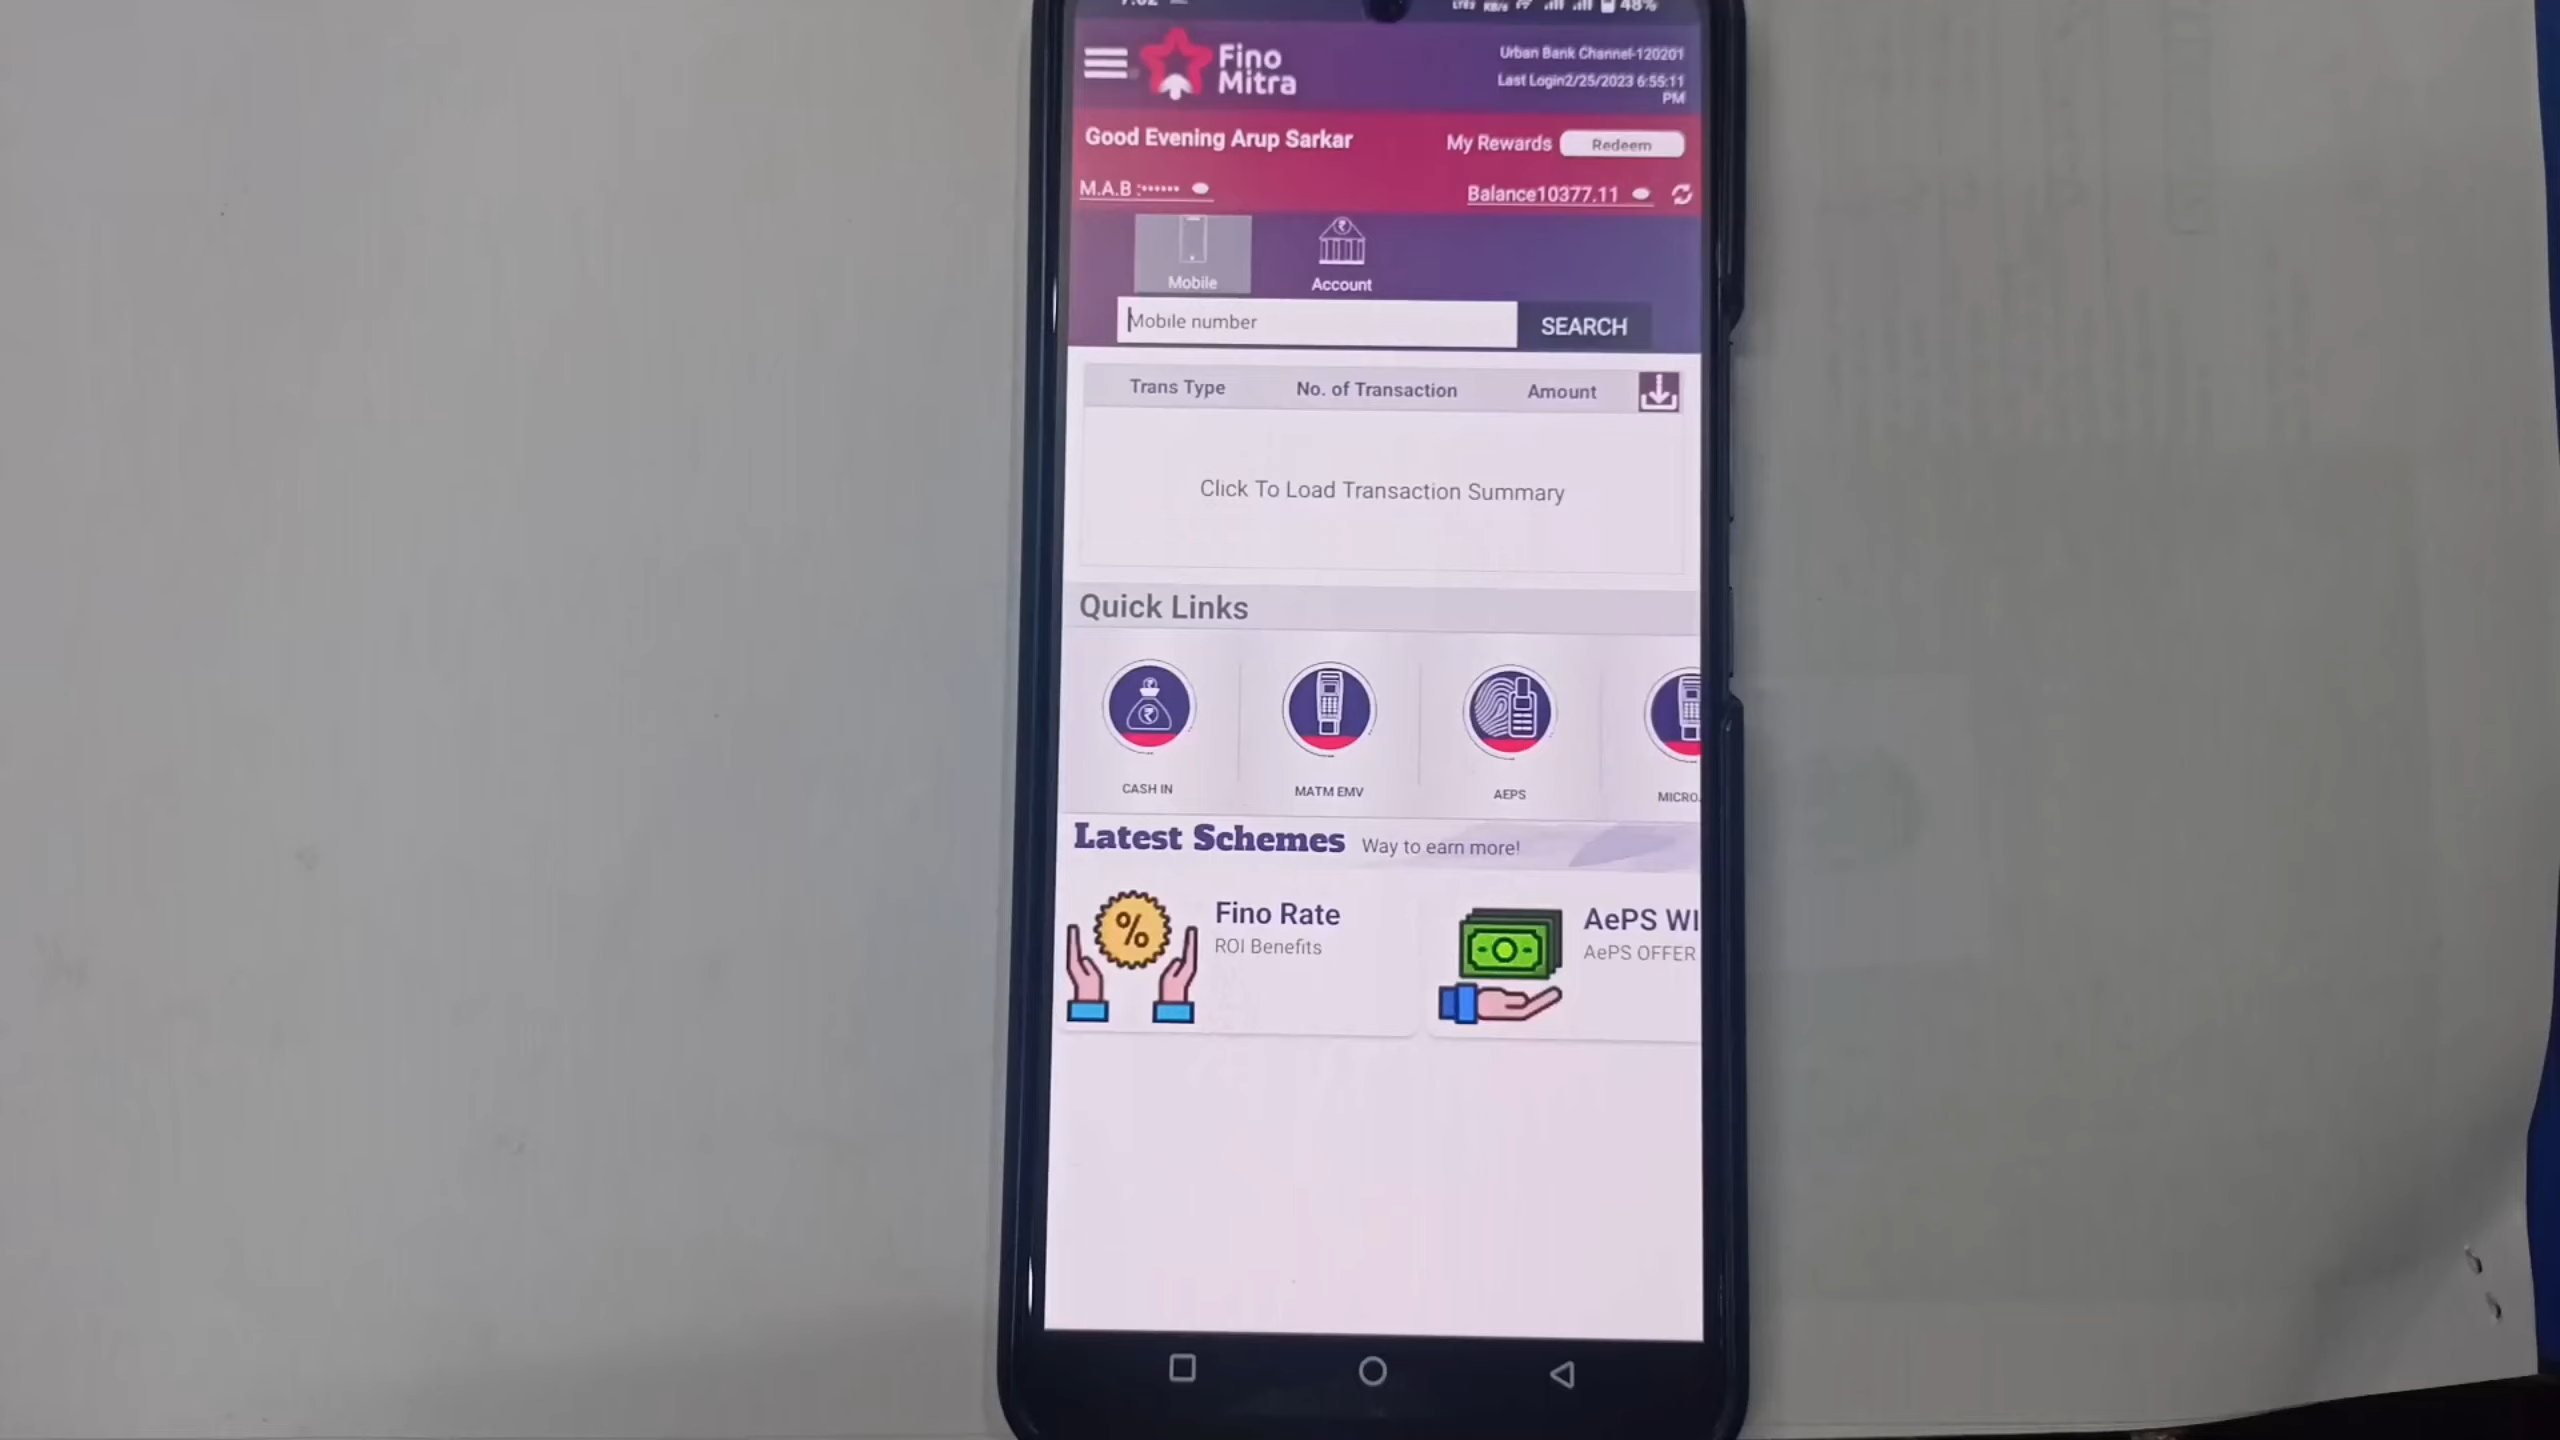 48%
Fino
Mitra
Urban Bank Channel-120201
Last Login2/25/2023 6:55:11
PM
Good Evening Arup Sarkar
My Rewards
Redeem
M.A.B :••••••
Balance10377.11
Mobile
Account
Mobile number
SEARCH
Trans Type
No. of Transaction
Amount
Click To Load Transaction Summary
Quick Links
CASH IN
MATM EMV
AEPS
MICRO.
Latest Schemes
Way to earn more!
Fino Rate
ROI Benefits
AePS WI
AePS OFFER